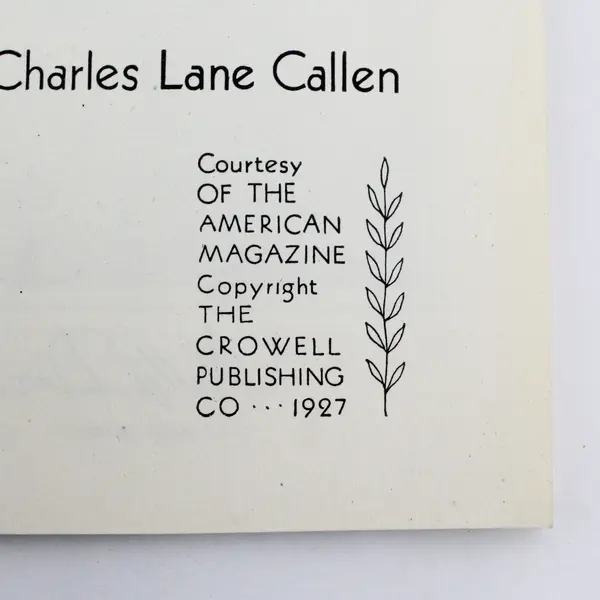 Charles Lane Callen
Courtesy
OF THE
AMERICAN
MAGAZINE
Copyright
THE
CROWELL
PUBLISHING
CO ··· 1927